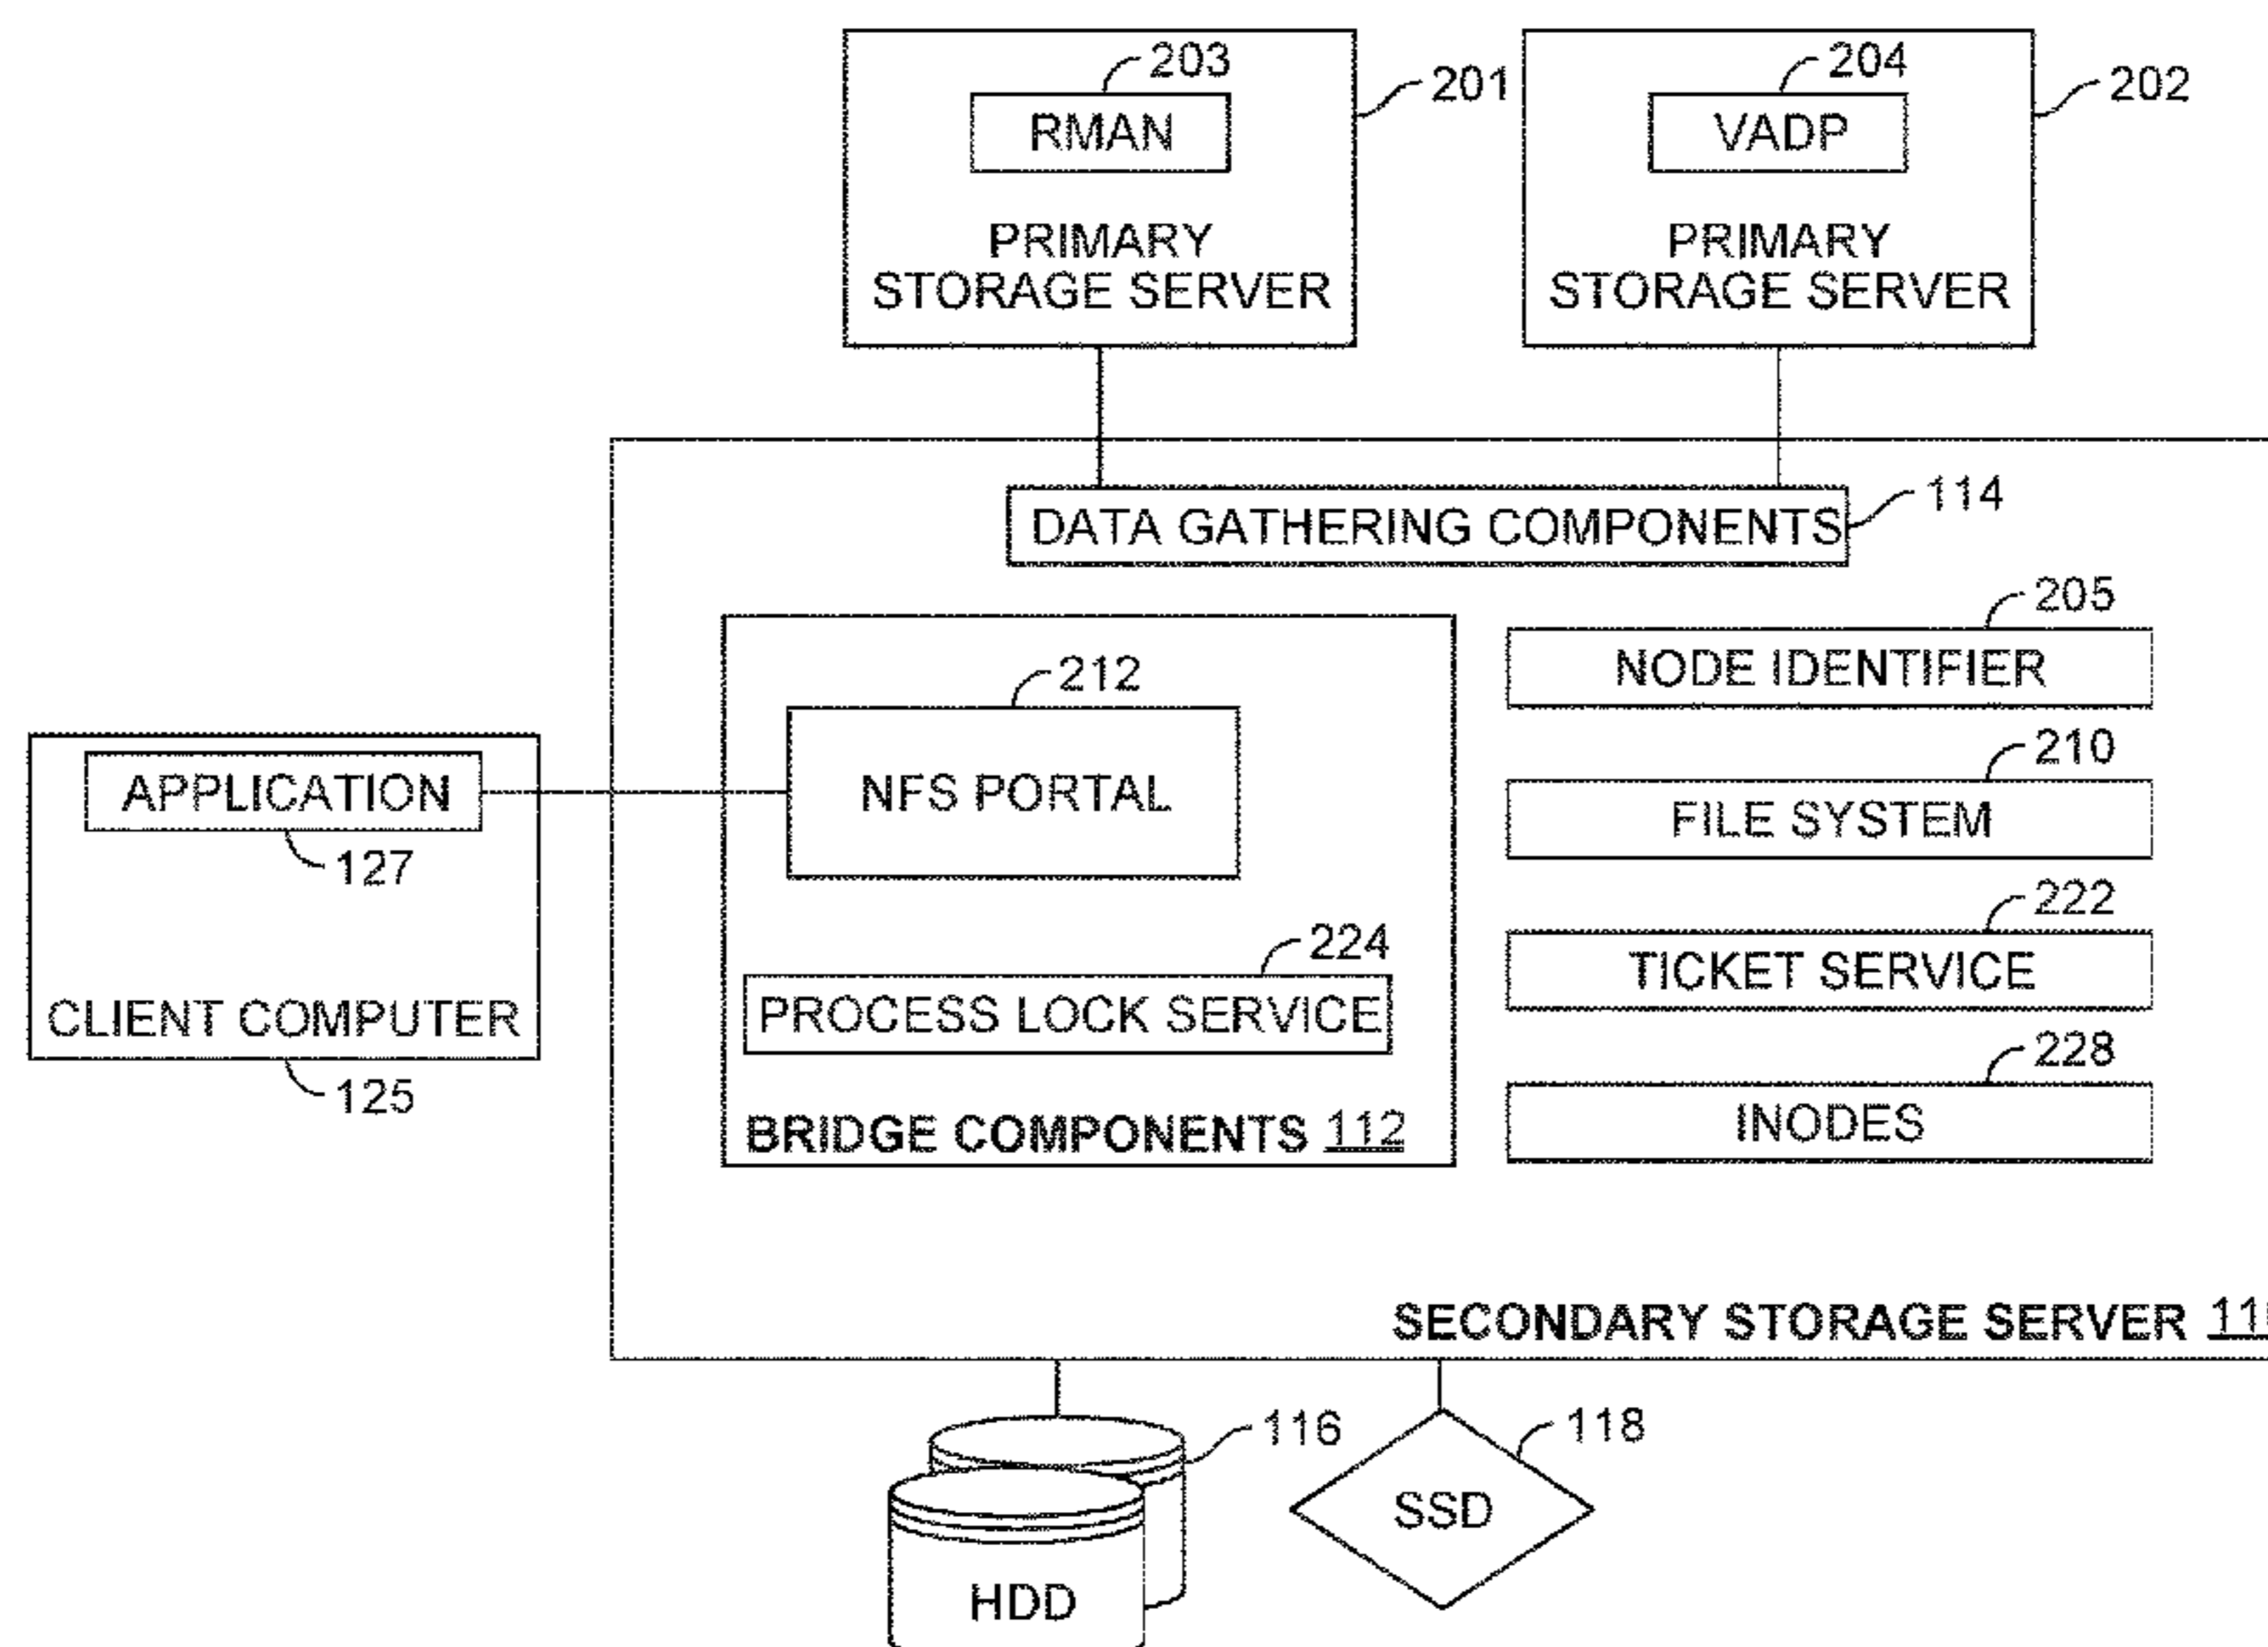 203
RMAN
201
PRIMARY
STORAGE SERVER
204
VADP
202
PRIMARY
STORAGE SERVER
DATA GATHERING COMPONENTS
114
205
NODE IDENTIFIER
212
NFS PORTAL
APPLICATION
127
CLIENT COMPUTER
125
210
FILE SYSTEM
224
PROCESS LOCK SERVICE
222
TICKET SERVICE
BRIDGE COMPONENTS 112
228
INODES
SECONDARY STORAGE SERVER
116
HDD
118
SSD